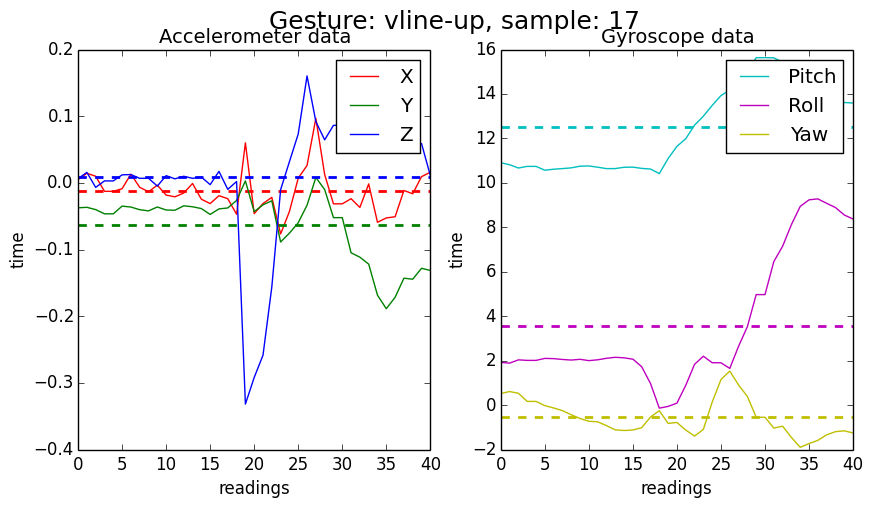 Gesture: vline-up, sample: 17
Accelerometer data
0.2
0.1
0.0
−0.1
−0.2
−0.3
−0.4
time
0 5 10 15 20 25 30 35 40
readings
X
Y
Z
Gyroscope data
16
14
12
10
8
6
4
2
0
−2
time
0 5 10 15 20 25 30 35 40
readings
Pitch
Roll
Yaw